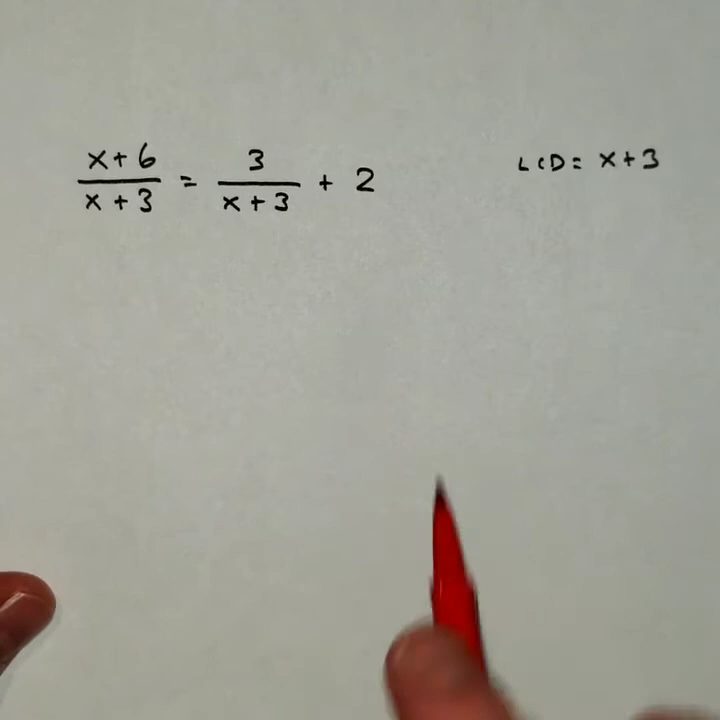 x+6/x+3 = 3/x+3 + 2
LCD = x+3